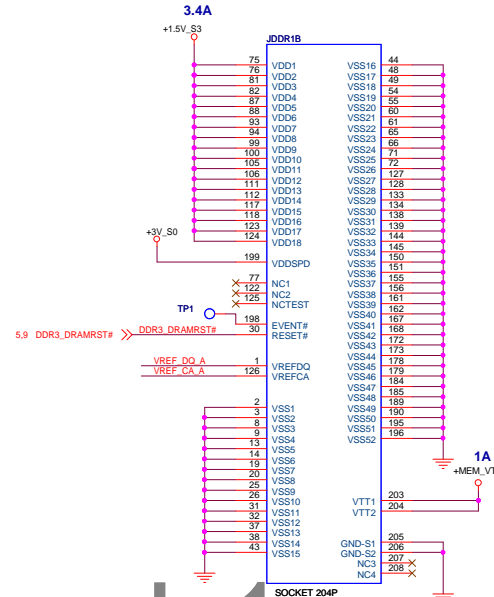 3.4A
+1.5V_S3
JDDR1B
75 VDD1
76 VDD2
81 VDD3
82 VDD4
87 VDD5
88 VDD6
93 VDD7
94 VDD8
99 VDD9
100 VDD10
105 VDD11
106 VDD12
111 VDD13
112 VDD14
117 VDD15
118 VDD16
123 VDD17
124 VDD18
+3V_S0
199 VDDSPD
77 NC1
122 NC2
125 NCTEST
TP1
198 EVENT#
5,9 DDR3_DRAMRST# DDR3_DRAMRST# 30 RESET#
VREF_DQ_A 1 VREFDQ
VREF_CA_A 126 VREFCA
2 VSS1
3 VSS2
8 VSS3
9 VSS4
13 VSS5
14 VSS6
19 VSS7
20 VSS8
25 VSS9
26 VSS10
31 VSS11
32 VSS12
37 VSS13
38 VSS14
43 VSS15
VSS16 44
VSS17 48
VSS18 49
VSS19 54
VSS20 55
VSS21 60
VSS22 61
VSS23 65
VSS24 66
VSS25 71
VSS26 72
VSS27 127
VSS28 128
VSS29 133
VSS30 134
VSS31 138
VSS32 139
VSS33 144
VSS34 145
VSS35 150
VSS36 151
VSS37 155
VSS38 156
VSS39 161
VSS40 162
VSS41 167
VSS42 168
VSS43 172
VSS44 173
VSS45 178
VSS46 179
VSS47 184
VSS48 185
VSS49 189
VSS50 190
VSS51 195
VSS52 196
1A
+MEM_VT
VTT1 203
VTT2 204
GND-S1 205
GND-S2 206
NC3 207
NC4 208
SOCKET 204P